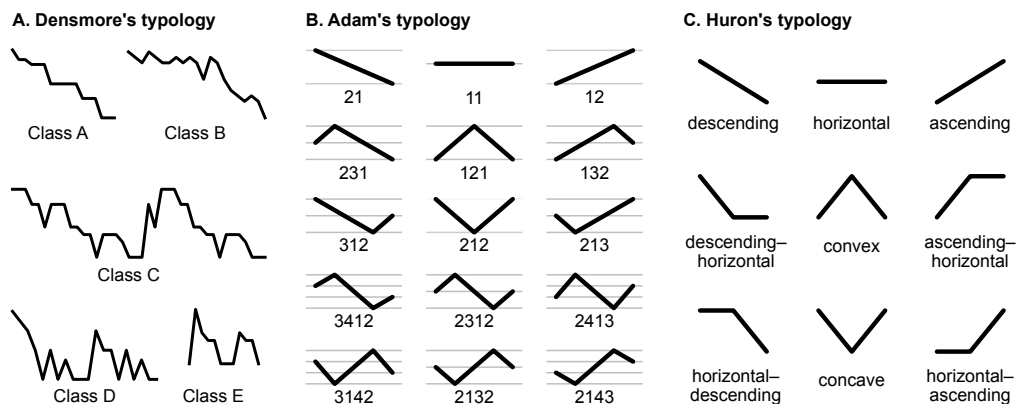 A. Densmore's typology
Class A
Class B
Class C
Class D
Class E
B. Adam's typology
21
11
12
231
121
132
312
212
213
3412
2312
2413
3142
2132
2143
C. Huron's typology
descending
horizontal
ascending
descending–
horizontal
convex
ascending–
horizontal
horizontal–
descending
concave
horizontal–
ascending